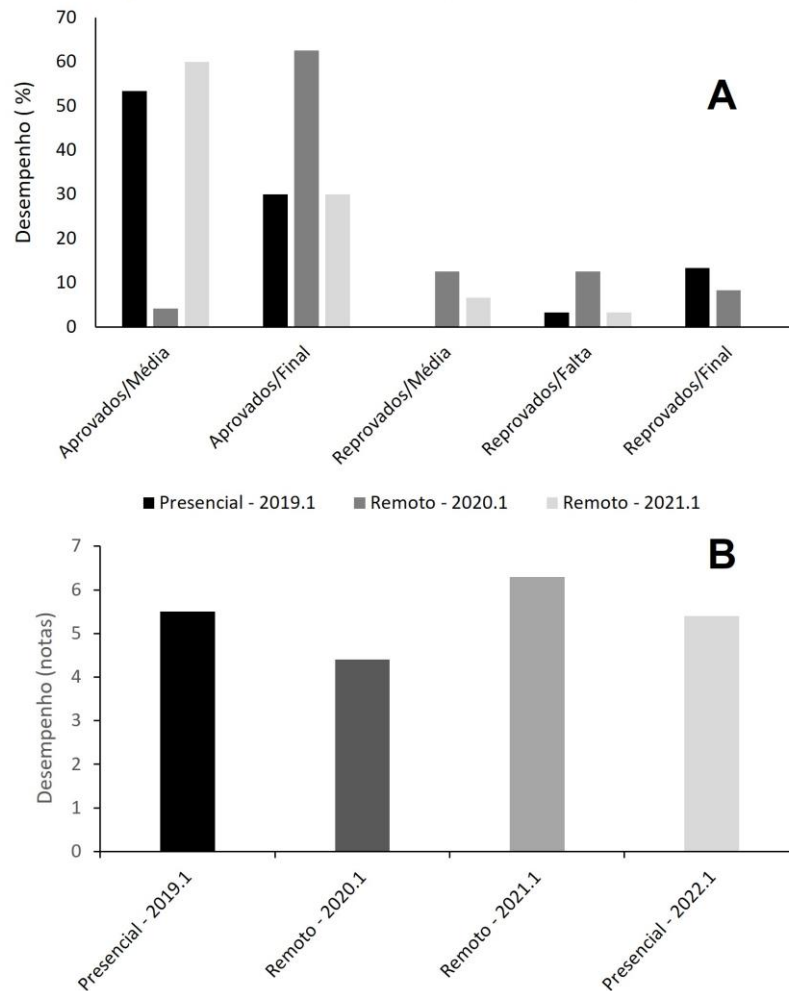 A
Desempenho ( %)
70
60
50
40
30
20
10
0
Aprovados/Média
Aprovados/Final
Reprovados/Média
Reprovados/Falta
Reprovados/Final
Presencial - 2019.1
Remoto - 2020.1
Remoto - 2021.1
B
Desempenho (notas)
7
6
5
4
3
2
1
0
Presencial - 2019.1
Remoto - 2020.1
Remoto - 2021.1
Presencial - 2022.1